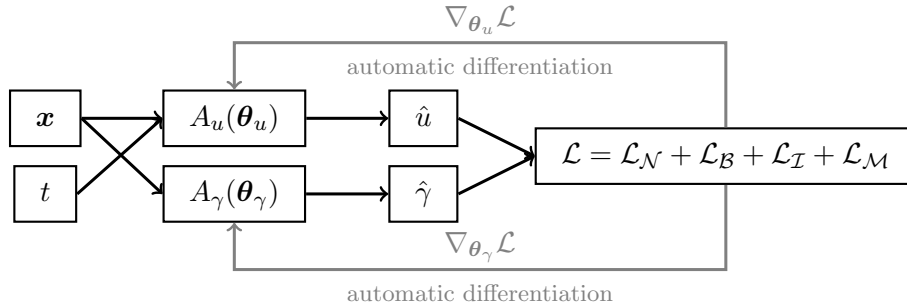 ∇_{θ_u} ℒ
automatic differentiation
x A_u(θ_u) û
ℒ = ℒ_𝒩 + ℒ_ℬ + ℒ_ℐ + ℒ_ℳ
t A_γ(θ_γ) γ̂
∇_{θ_γ} ℒ
automatic differentiation